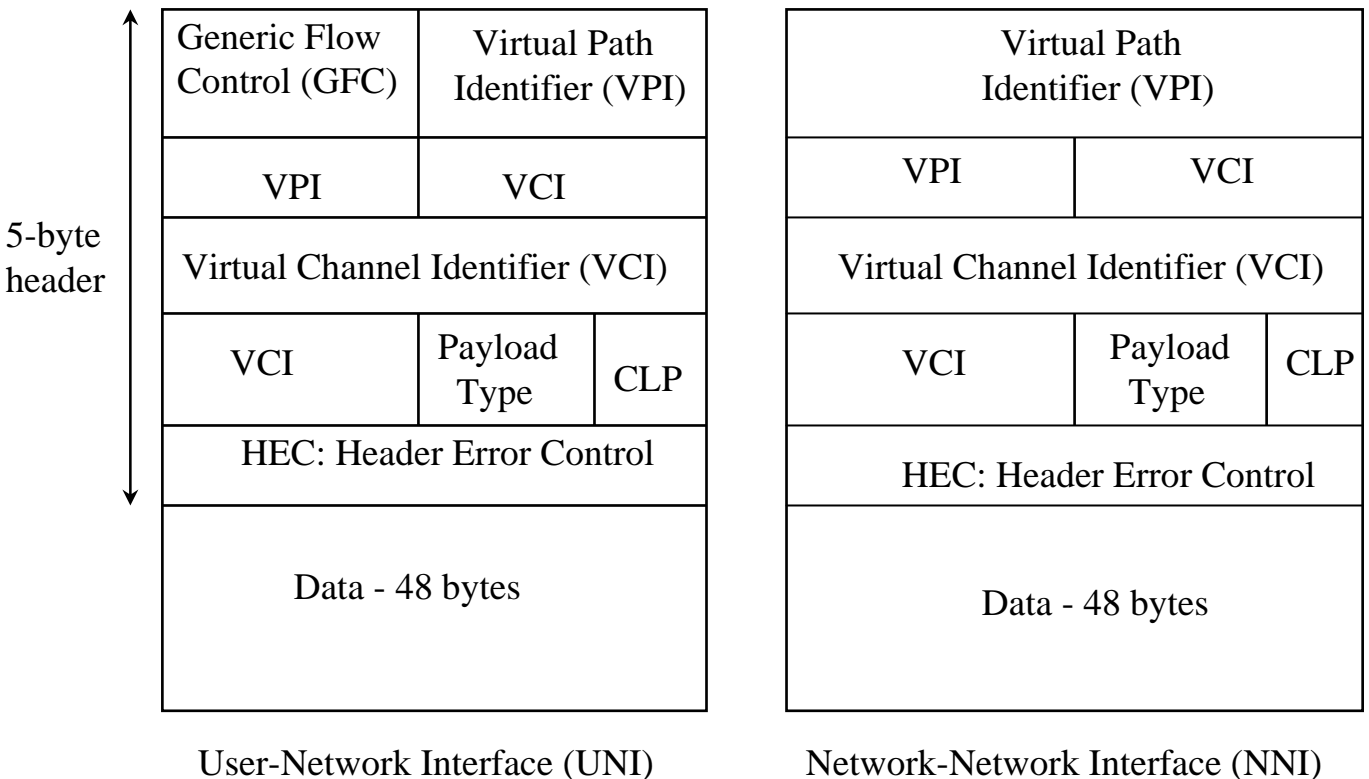 5-byte
header
Generic Flow
Control (GFC)
Virtual Path
Identifier (VPI)
VPI
VCI
Virtual Channel Identifier (VCI)
VCI
Payload
Type
CLP
HEC: Header Error Control
Data - 48 bytes
User-Network Interface (UNI)
Virtual Path
Identifier (VPI)
VPI
VCI
Virtual Channel Identifier (VCI)
VCI
Payload
Type
CLP
HEC: Header Error Control
Data - 48 bytes
Network-Network Interface (NNI)